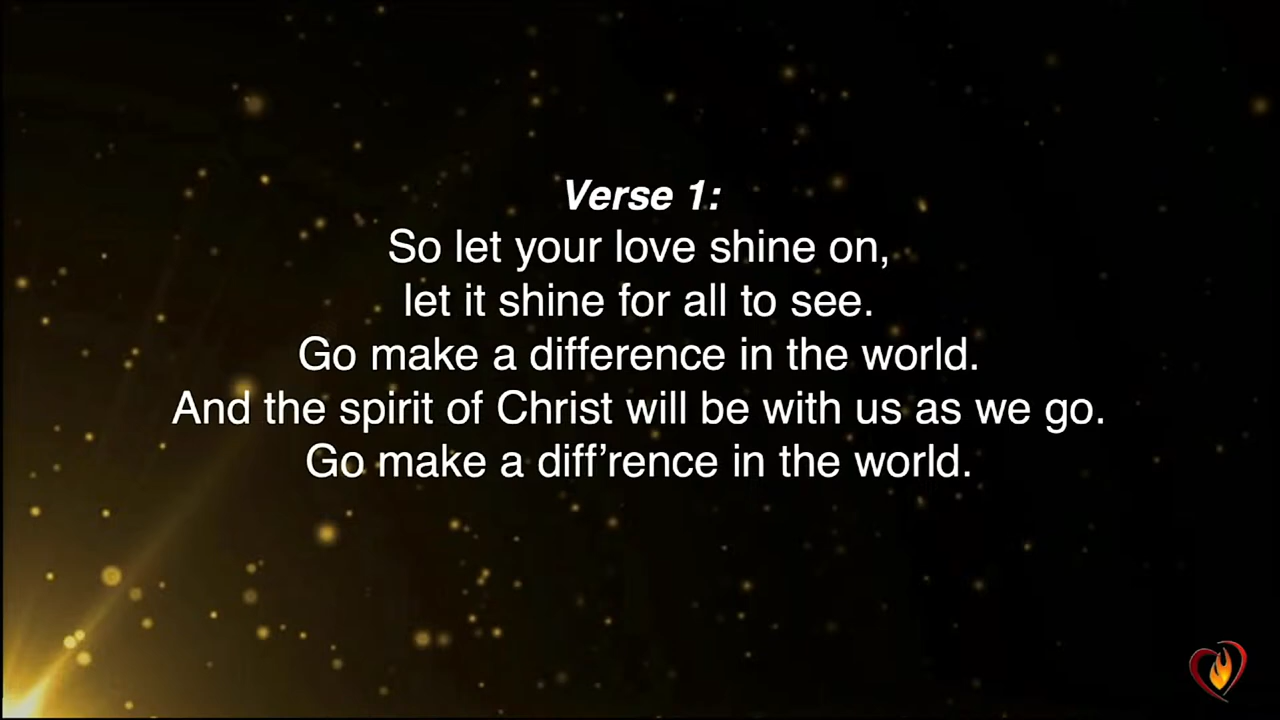 Verse 1:
So let your love shine on,
let it shine for all to see.
Go make a difference in the world.
And the spirit of Christ will be with us as we go.
Go make a diff’rence in the world.